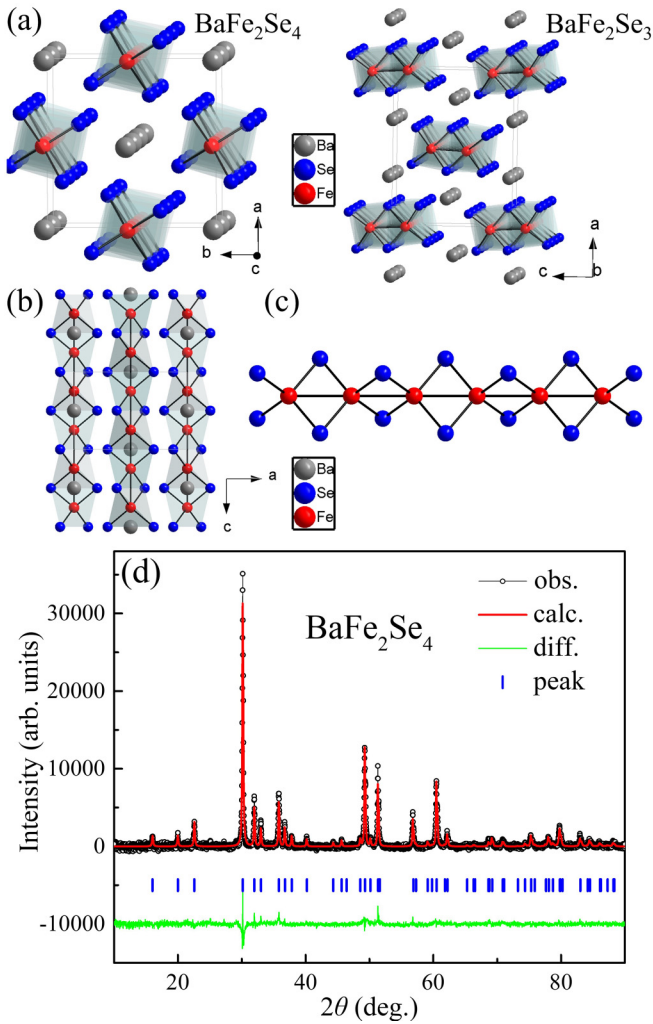 (a)
BaFe₂Se₄
BaFe₂Se₃
Ba
Se
Fe
a
b
c
a
c
b
(b)
(c)
a
c
Ba
Se
Fe
(d)
BaFe₂Se₄
obs.
calc.
diff.
peak
Intensity (arb. units)
30000
20000
10000
0
-10000
20
40
60
80
2θ (deg.)